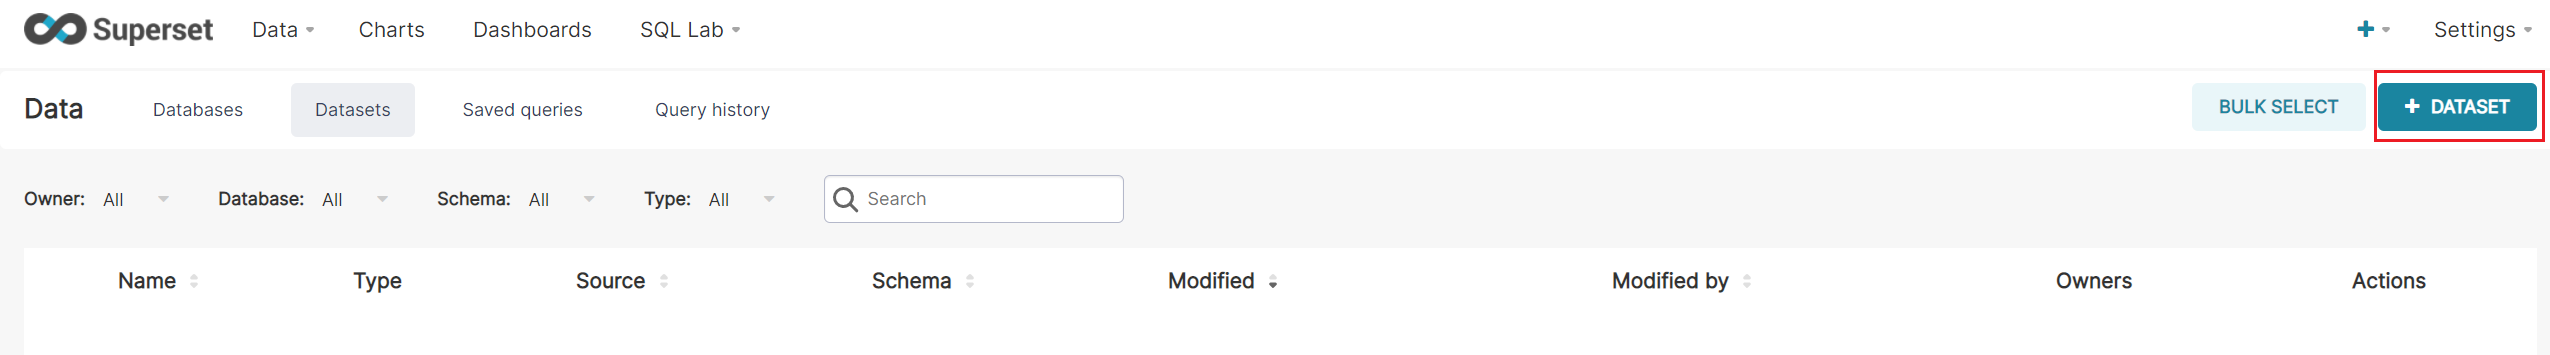 Superset Data Charts Dashboards SQL Lab + Settings
Data Databases Datasets Saved queries Query history BULK SELECT + DATASET
Owner: All Database: All Schema: All Type: All Search
Name Type Source Schema Modified Modified by Owners Actions